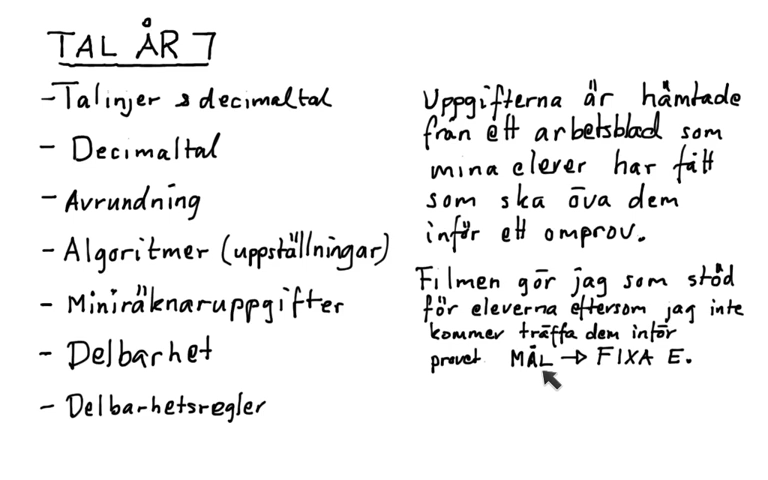 TAL ÅR 7
- Talinjer & decimaltal
- Decimaltal
- Avrundning
- Algoritmer (uppställningar)
- Miniräknaruppgifter
- Delbarhet
- Delbarhetsregler
Uppgifterna är hämtade
från ett arbetsblad som
mina elever har fått
som ska öva dem
inför ett omprov.
Filmen gör jag som stöd
för eleverna eftersom jag inte
kommer träffa dem inför
provet MÅL → FIXA E.